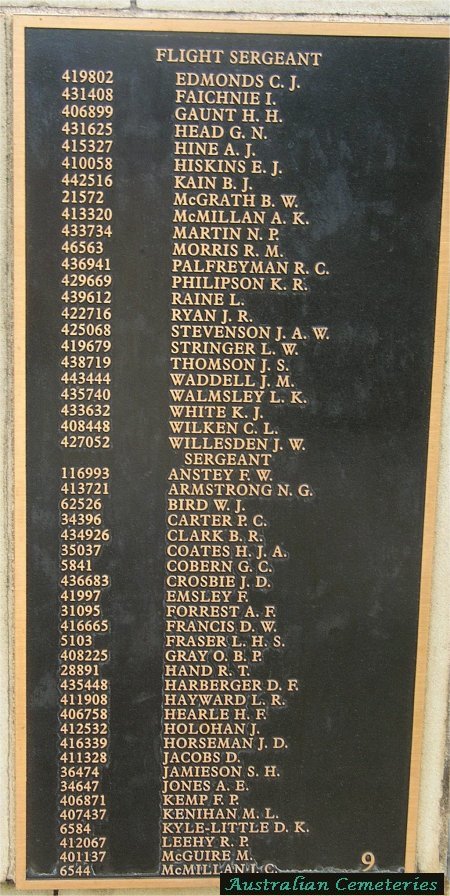 FLIGHT SERGEANT
419802 EDMONDS C. J.
431408 FAICHNIE I.
406899 GAUNT H. H.
431625 HEAD G. N.
415327 HINE A. J.
410058 HISKINS E. J.
442516 KAIN B. J.
21572 McGRATH B. W.
413320 McMILLAN A. K.
433734 MARTIN N. P.
46563 MORRIS R. M.
436941 PALFREYMAN R. C.
429669 PHILIPSON K. R.
439612 RAINE L.
422716 RYAN J. R.
425068 STEVENSON J. A. W.
419679 STRINGER L. W.
438719 THOMSON J. S.
443444 WADDELL J. M.
435740 WALMSLEY L. K.
433632 WHITE K. J.
408448 WILKEN C. L.
427052 WILLESDEN J. W.
SERGEANT
116993 ANSTEY F. W.
413721 ARMSTRONG N. G.
62526 BIRD W. J.
34396 CARTER P. C.
434926 CLARK B. R.
35037 COATES H. J. A.
5841 COBERN G. C.
436683 CROSBIE J. D.
41997 EMSLEY F.
31095 FORREST A. F.
416665 FRANCIS D. W.
5103 FRASER L. H. S.
408225 GRAY O. B. P.
28891 HAND R. T.
435448 HARBERGER D. F.
411908 HAYWARD L. R.
406758 HEARLE H. F.
412532 HOLOHAN J.
416339 HORSEMAN J. D.
411328 JACOBS D.
36474 JAMIESON S. H.
34647 JONES A. E.
406871 KEMP F. P.
407437 KENIHAN M. L.
6584 KYLE-LITTLE D. K.
412067 LEEHY R. P.
401137 McGUIRE M.
6544 McMILLAN I. C.
9
Australian Cemeteries